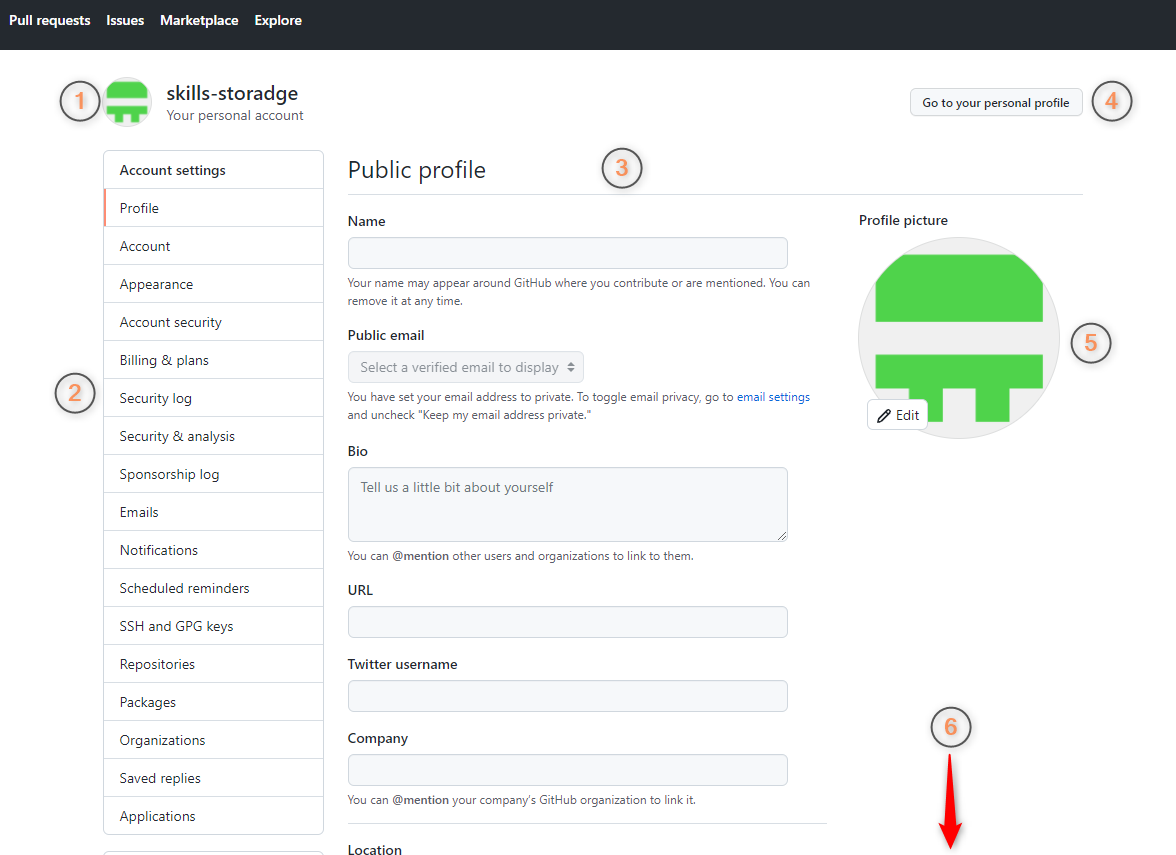 Pull requests Issues Marketplace Explore
1
skills-storadge
Your personal account
Go to your personal profile
4
Account settings
Profile
Account
Appearance
Account security
Billing & plans
2
Security log
Security & analysis
Sponsorship log
Emails
Notifications
Scheduled reminders
SSH and GPG keys
Repositories
Packages
Organizations
Saved replies
Applications
Public profile
3
Name
Your name may appear around GitHub where you contribute or are mentioned. You can
remove it at any time.
Public email
Select a verified email to display
You have set your email address to private. To toggle email privacy, go to email settings
and uncheck "Keep my email address private."
Bio
Tell us a little bit about yourself
You can @mention other users and organizations to link to them.
URL
Twitter username
Company
You can @mention your company's GitHub organization to link it.
Location
Profile picture
5
Edit
6